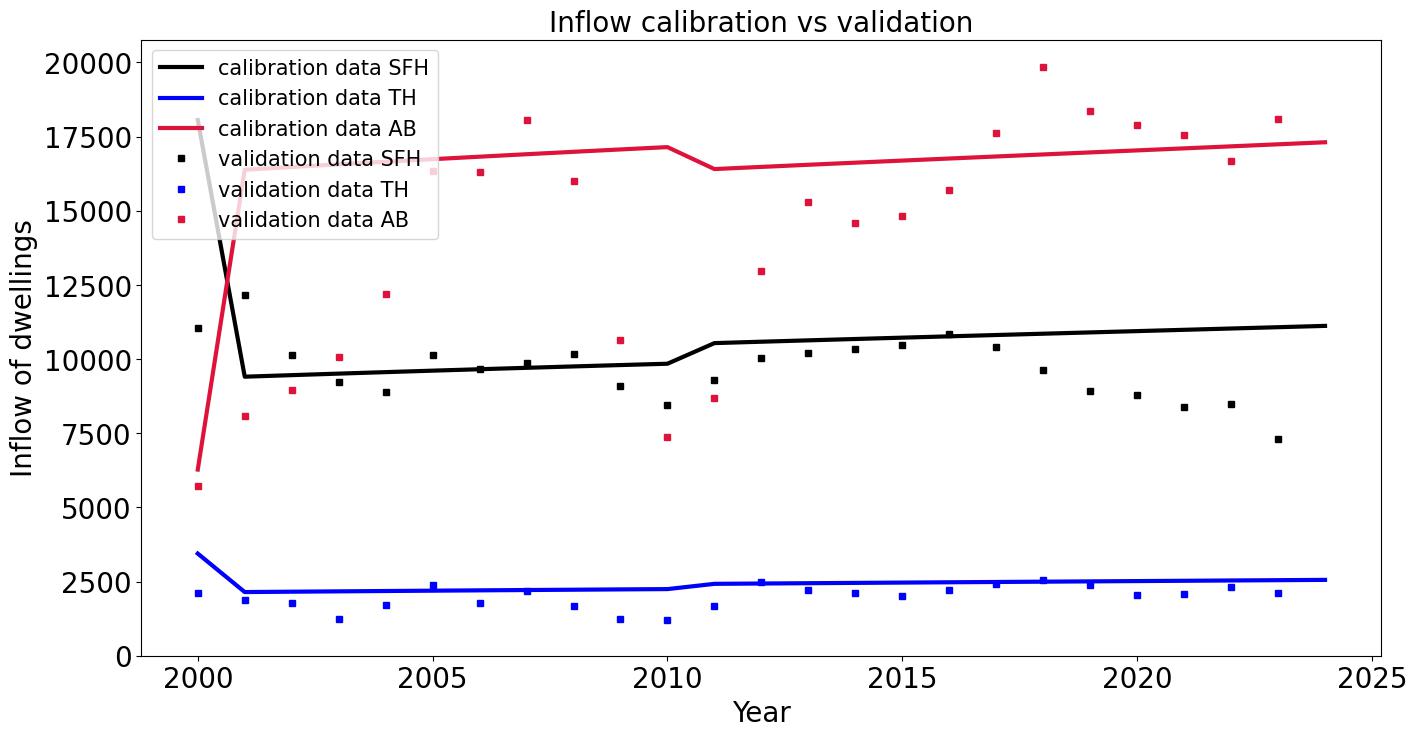 Inflow calibration vs validation
20000
17500
15000
12500
10000
7500
5000
2500
0
Inflow of dwellings
calibration data SFH
calibration data TH
calibration data AB
validation data SFH
validation data TH
validation data AB
2000 2005 2010 2015 2020 2025
Year